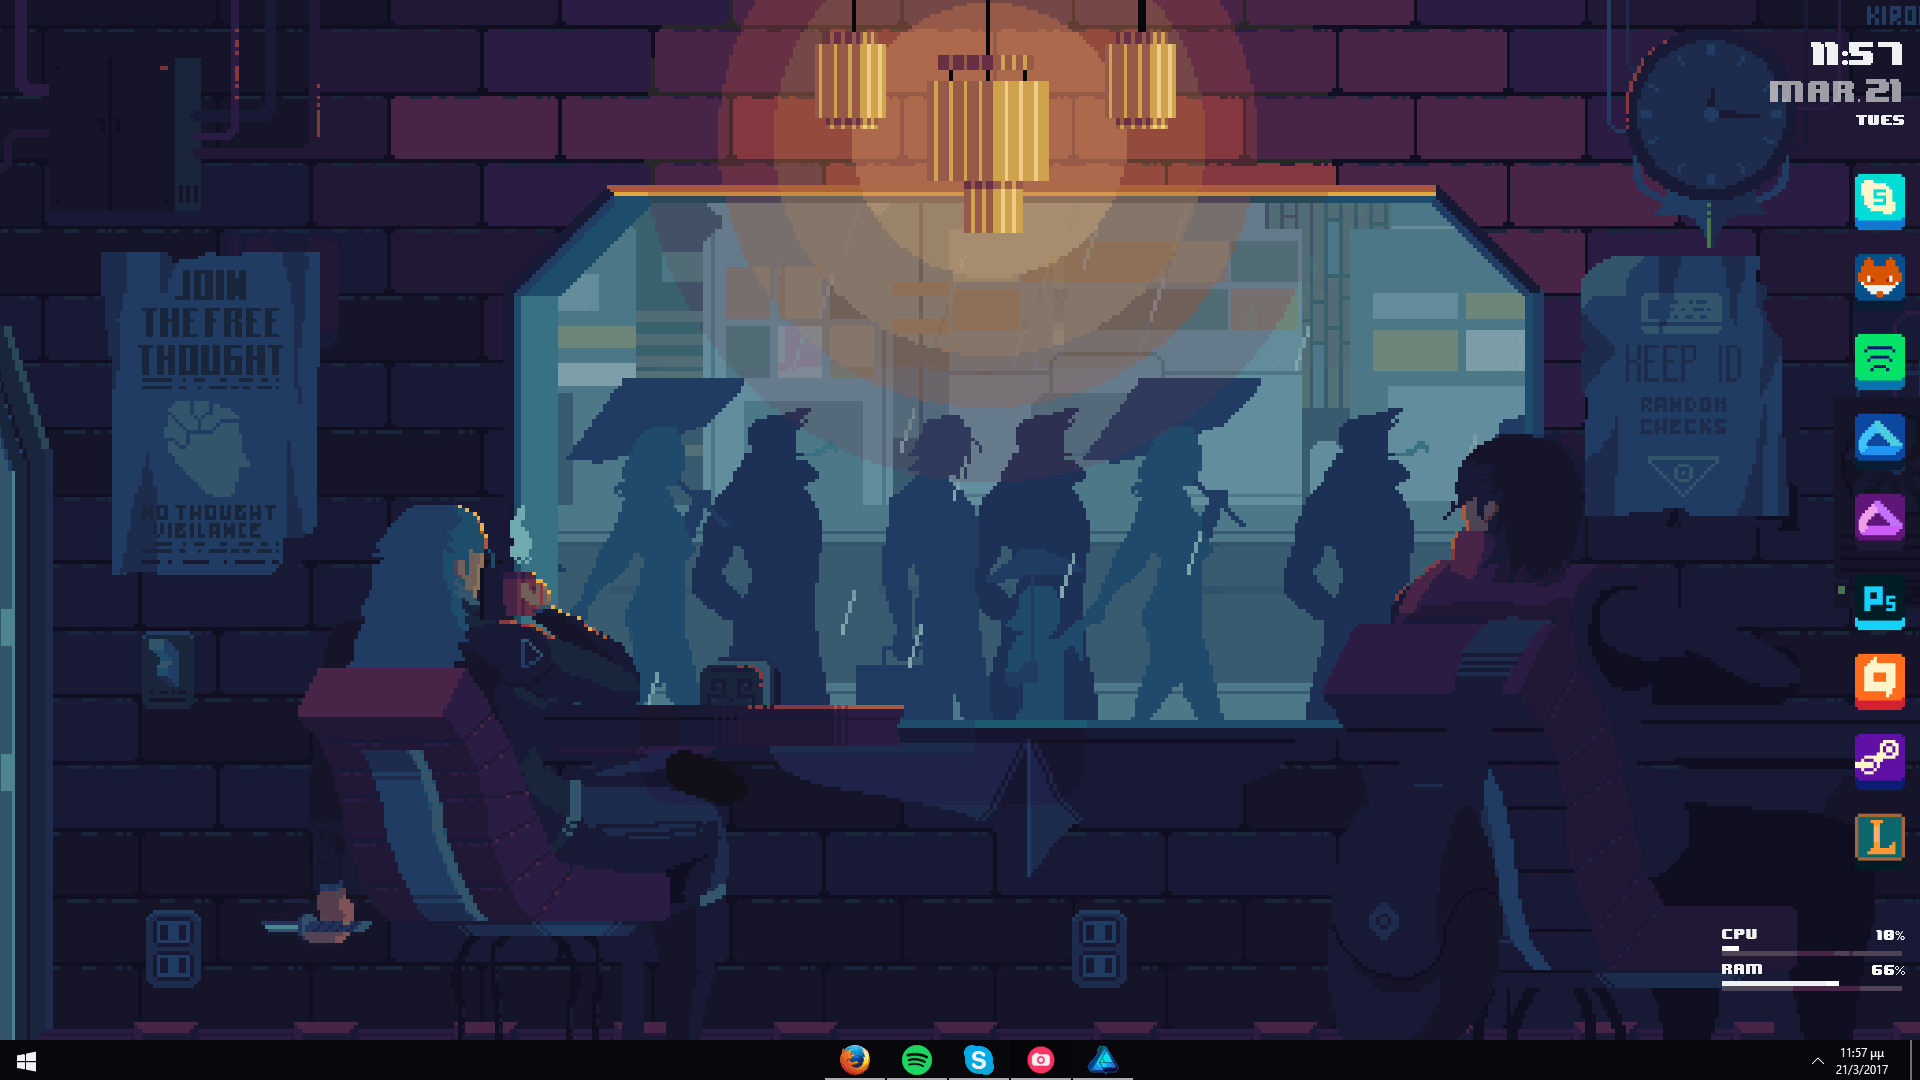 KIRO
11:57
MAR.21
TUES
JOIN
THE FREE
THOUGHT
NO THOUGHT
VIGILANCE
KEEP ID
RANDOM
CHECKS
S
Ps
L
CPU 18%
RAM 66%
S
11:57 μμ
21/3/2017